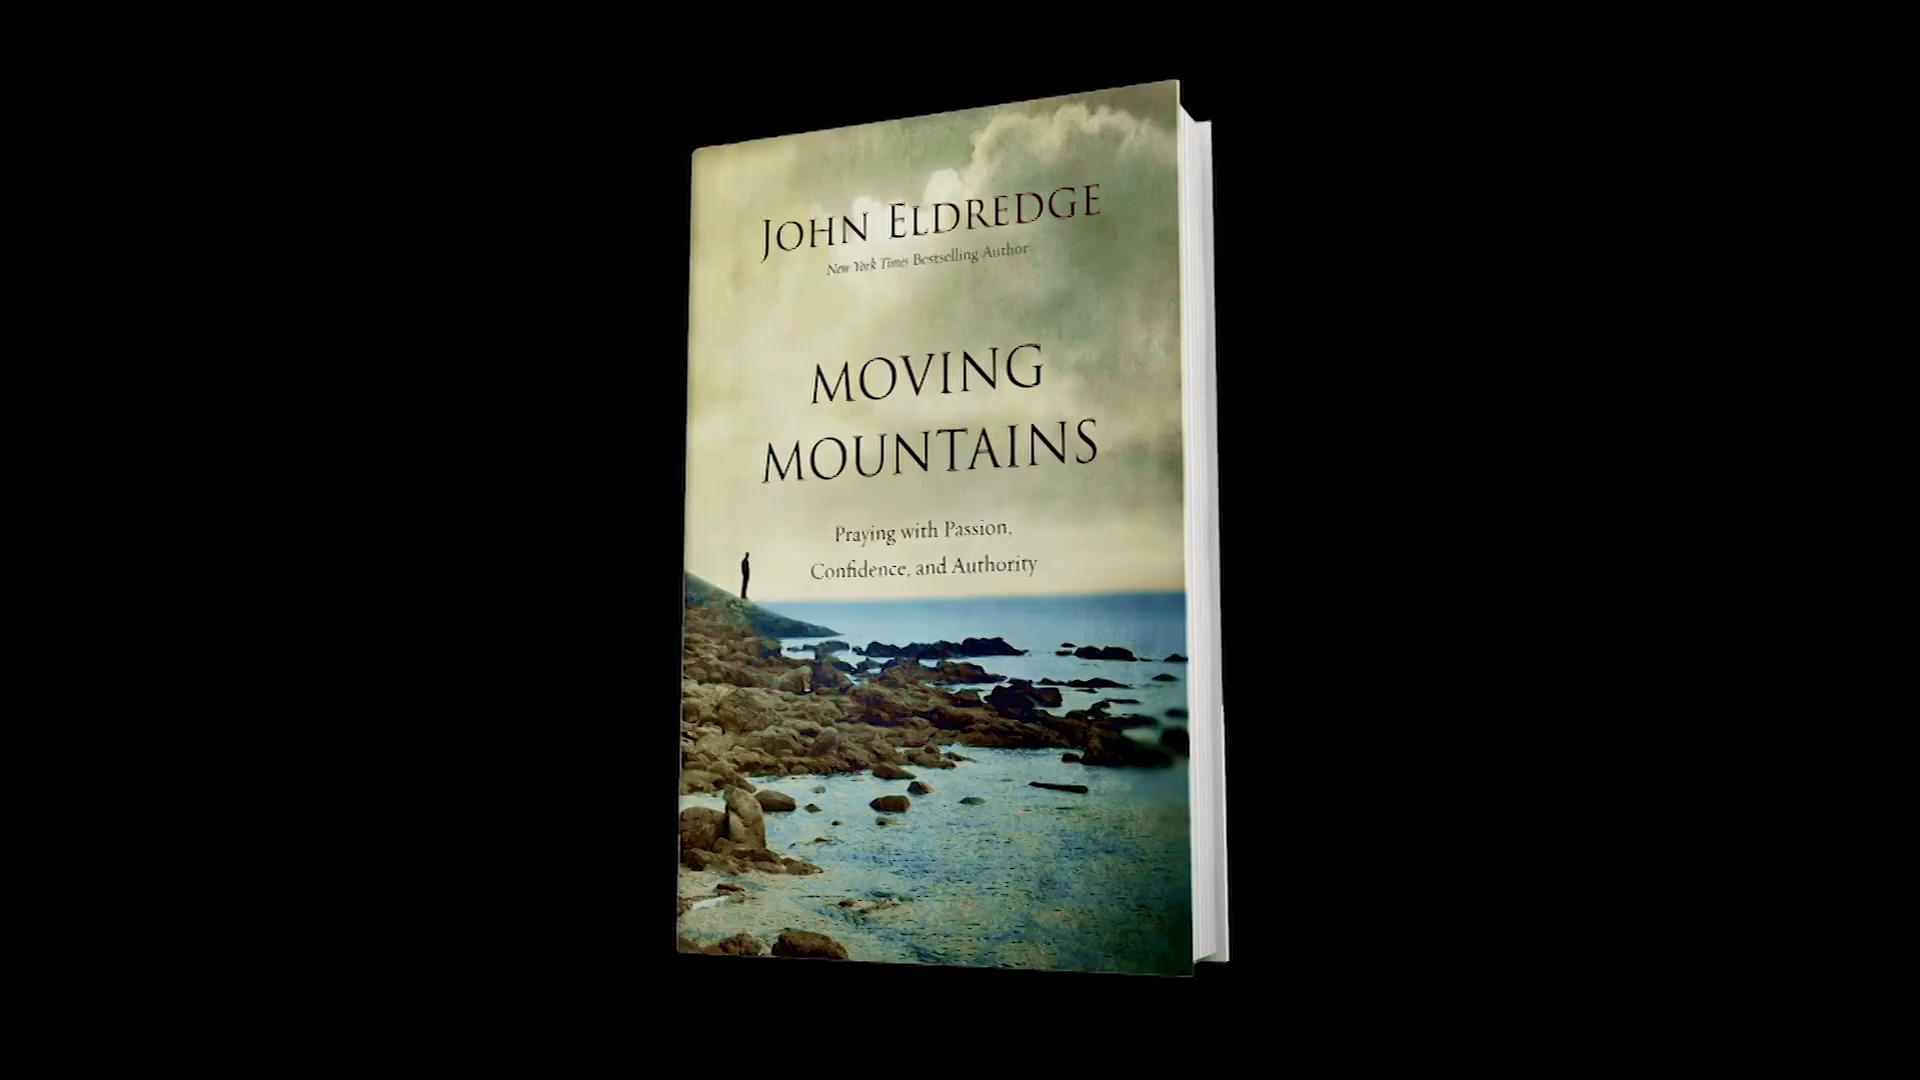 JOHN ELDREDGE
New York Times Bestselling Author
MOVING
MOUNTAINS
Praying with Passion,
Confidence, and Authority